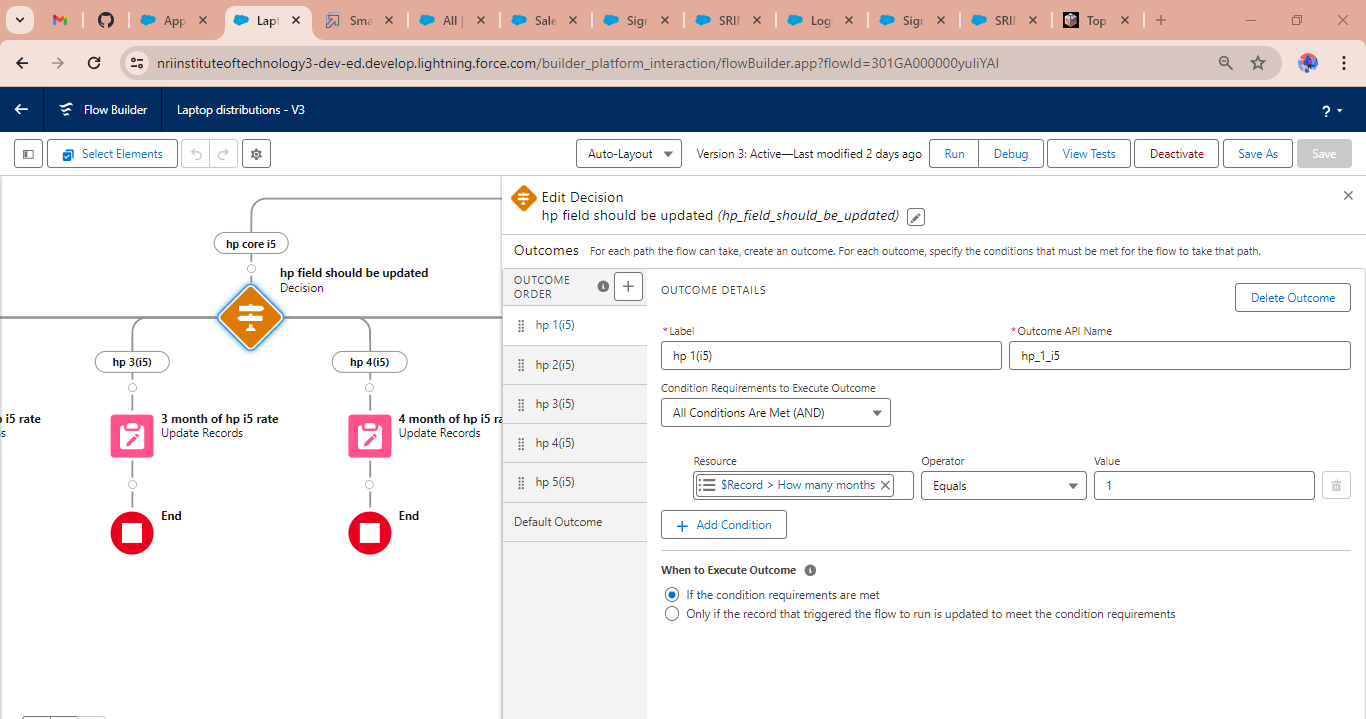 App
Lapt
Sma
All |
Sale
Sign
SRIN
Log
Sign
SRIN
Top
nriinstituteoftechnology3-dev-ed.develop.lightning.force.com/builder_platform_interaction/flowBuilder.app?flowId=301GA000000yuIiYAI
Flow Builder
Laptop distributions - V3
?
Select Elements
Auto-Layout
Version 3: Active—Last modified 2 days ago
Run
Debug
View Tests
Deactivate
Save As
Save
hp core i5
hp field should be updated
Decision
hp 3(i5)
hp 4(i5)
i5 rate
s
3 month of hp i5 rate
Update Records
4 month of hp i5 ra
Update Records
End
End
Edit Decision
hp field should be updated (hp_field_should_be_updated)
Outcomes For each path the flow can take, create an outcome. For each outcome, specify the conditions that must be met for the flow to take that path.
OUTCOME
ORDER
hp 1(i5)
hp 2(i5)
hp 3(i5)
hp 4(i5)
hp 5(i5)
Default Outcome
OUTCOME DETAILS
Delete Outcome
*Label
hp 1(i5)
*Outcome API Name
hp_1_i5
Condition Requirements to Execute Outcome
All Conditions Are Met (AND)
Resource
Operator
Value
$Record > How many months
Equals
1
Add Condition
When to Execute Outcome
If the condition requirements are met
Only if the record that triggered the flow to run is updated to meet the condition requirements